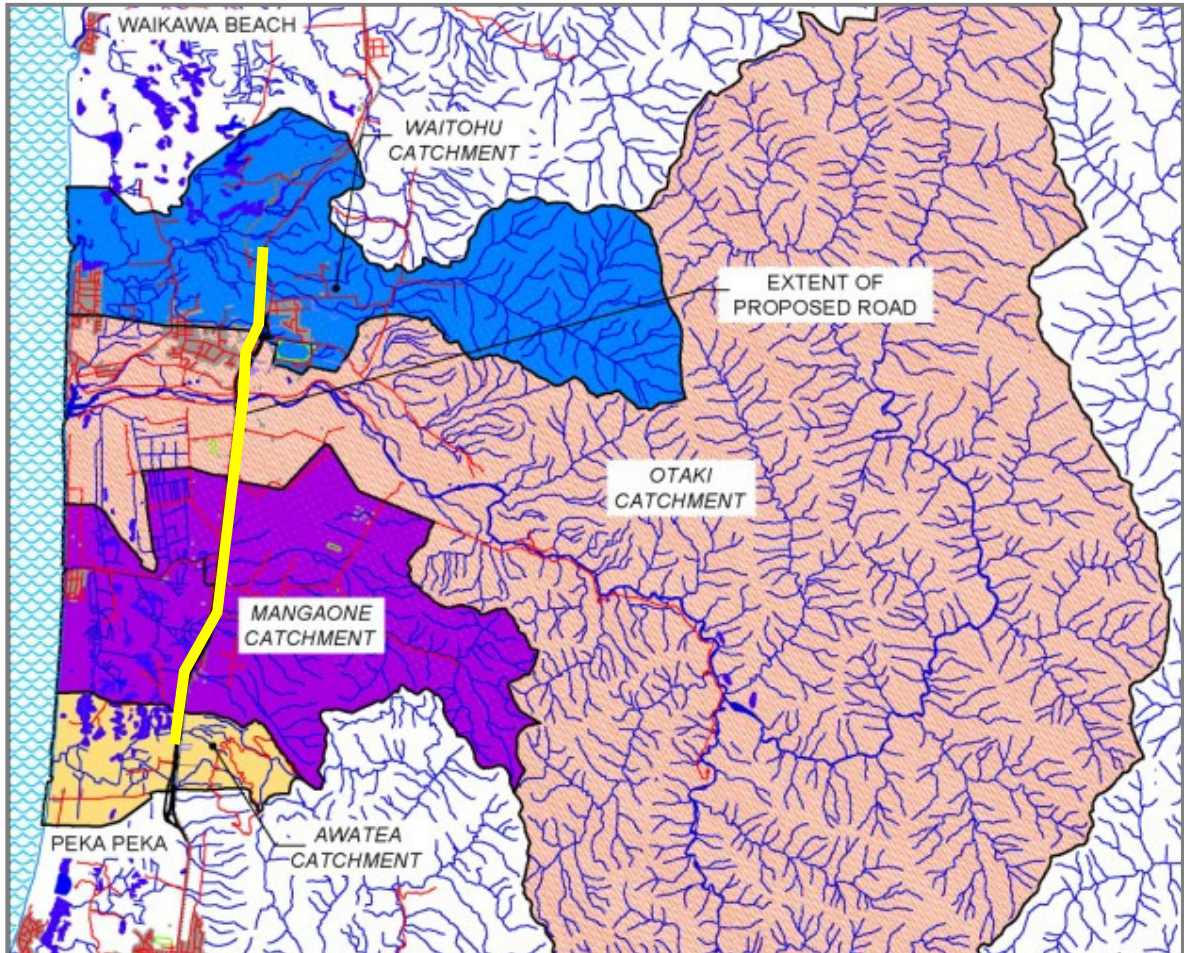 WAIKAWA BEACH
WAITOHU
CATCHMENT
EXTENT OF
PROPOSED ROAD
OTAKI
CATCHMENT
MANGAONE
CATCHMENT
PEKA PEKA
AWATEA
CATCHMENT